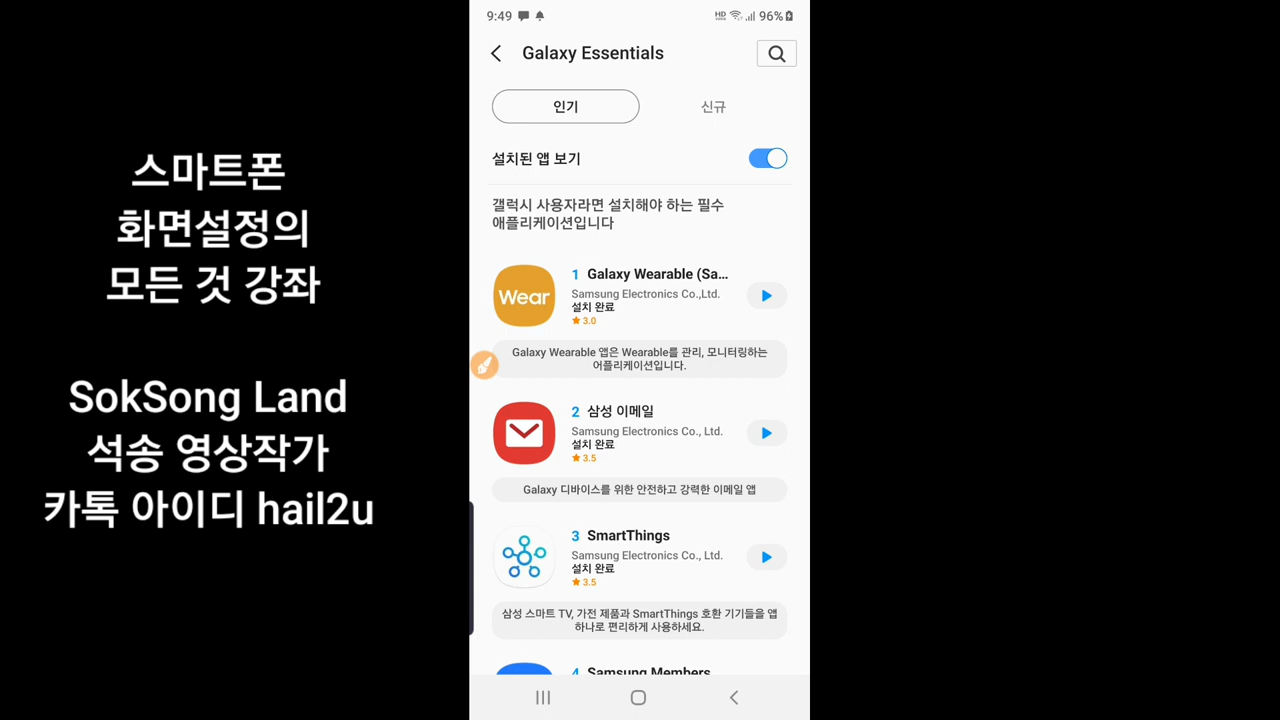 스마트폰
화면설정의
모든 것 강좌
SokSong Land
석송 영상작가
카톡 아이디 hail2u
9:49
96%
Galaxy Essentials
인기
신규
설치된 앱 보기
갤럭시 사용자라면 설치해야 하는 필수
애플리케이션입니다
Wear
1 Galaxy Wearable (Sa...
Samsung Electronics Co.,Ltd.
설치 완료
★ 3.0
Galaxy Wearable 앱은 Wearable를 관리, 모니터링하는
어플리케이션입니다.
2 삼성 이메일
Samsung Electronics Co., Ltd.
설치 완료
★ 3.5
Galaxy 디바이스를 위한 안전하고 강력한 이메일 앱
3 SmartThings
Samsung Electronics Co., Ltd.
설치 완료
★ 3.5
삼성 스마트 TV, 가전 제품과 SmartThings 호환 기기들을 앱
하나로 편리하게 사용하세요.
4 Samsung Members